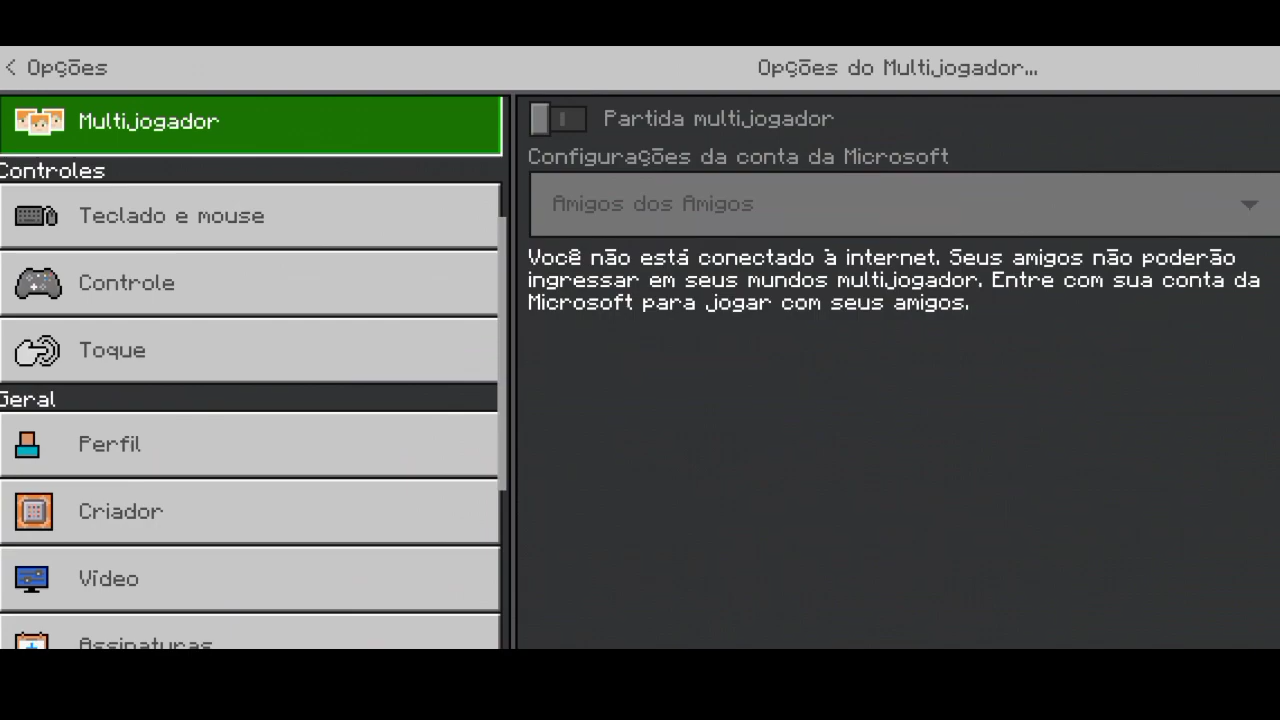 Opções
Opções do Multijogador...
Multijogador
Controles
Teclado e mouse
Controle
Toque
Geral
Perfil
Criador
Vídeo
Assinaturas
Partida multijogador
Configurações da conta da Microsoft
Amigos dos Amigos
Você não está conectado à internet. Seus amigos não poderão
ingressar em seus mundos multijogador. Entre com sua conta da
Microsoft para jogar com seus amigos.